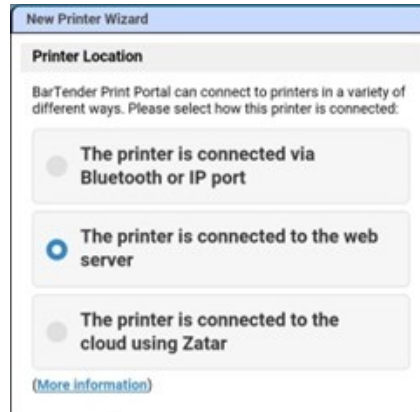 New Printer Wizard
Printer Location
BarTender Print Portal can connect to printers in a variety of
different ways. Please select how this printer is connected:
The printer is connected via
Bluetooth or IP port
The printer is connected to the web
server
The printer is connected to the
cloud using Zatar
(More information)